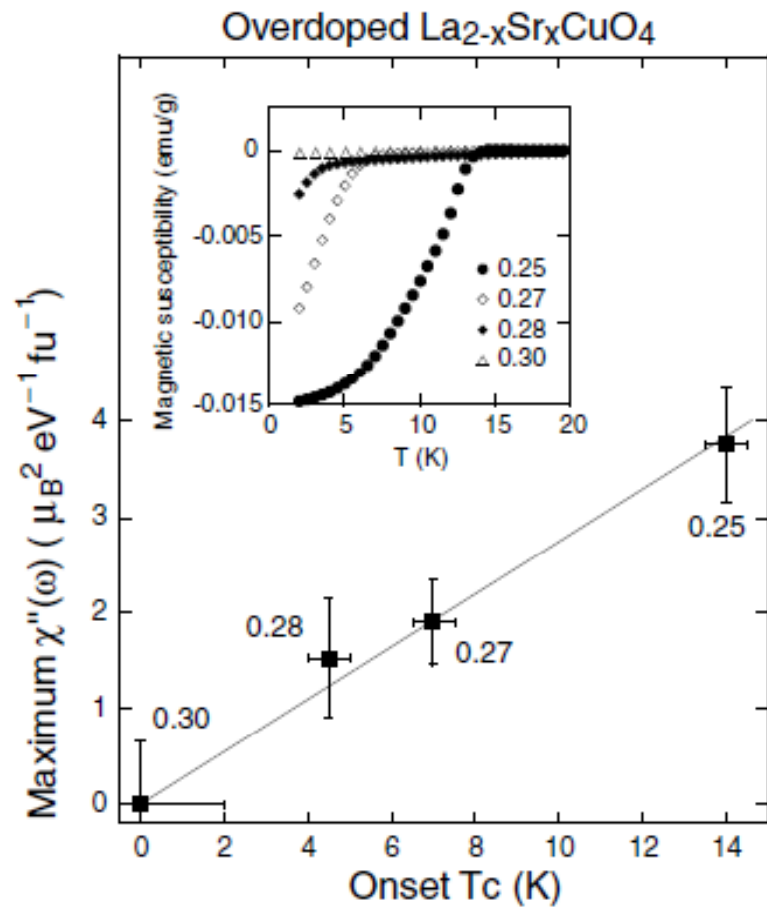 Overdoped La2-xSrxCuO4
Magnetic susceptibility (emu/g)
0
-0.005
-0.010
-0.015
0.25
0.27
0.28
0.30
0 5 10 15 20
T (K)
Maximum χ"(ω) ( μB² eV⁻¹ fu⁻¹)
4
3
2
1
0
0.25
0.28
0.27
0.30
0 2 4 6 8 10 12 14
Onset Tc (K)